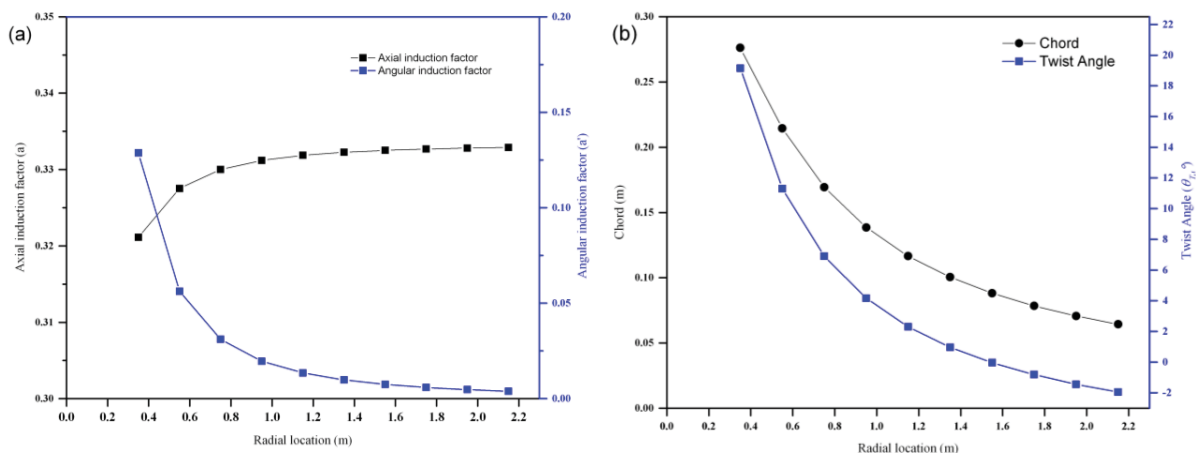 (a)
Axial induction factor
Angular induction factor
0.35
0.34
0.33
0.32
0.31
0.30
Axial induction factor (a)
0.20
0.15
0.10
0.05
0.00
Angular induction factor (a')
0.0 0.2 0.4 0.6 0.8 1.0 1.2 1.4 1.6 1.8 2.0 2.2
Radial location (m)
(b)
Chord
Twist Angle
0.30
0.25
0.20
0.15
0.10
0.05
0.00
Chord (m)
22
20
18
16
14
12
10
8
6
4
2
0
-2
Twist Angle (θ
0.0 0.2 0.4 0.6 0.8 1.0 1.2 1.4 1.6 1.8 2.0 2.2
Radial location (m)